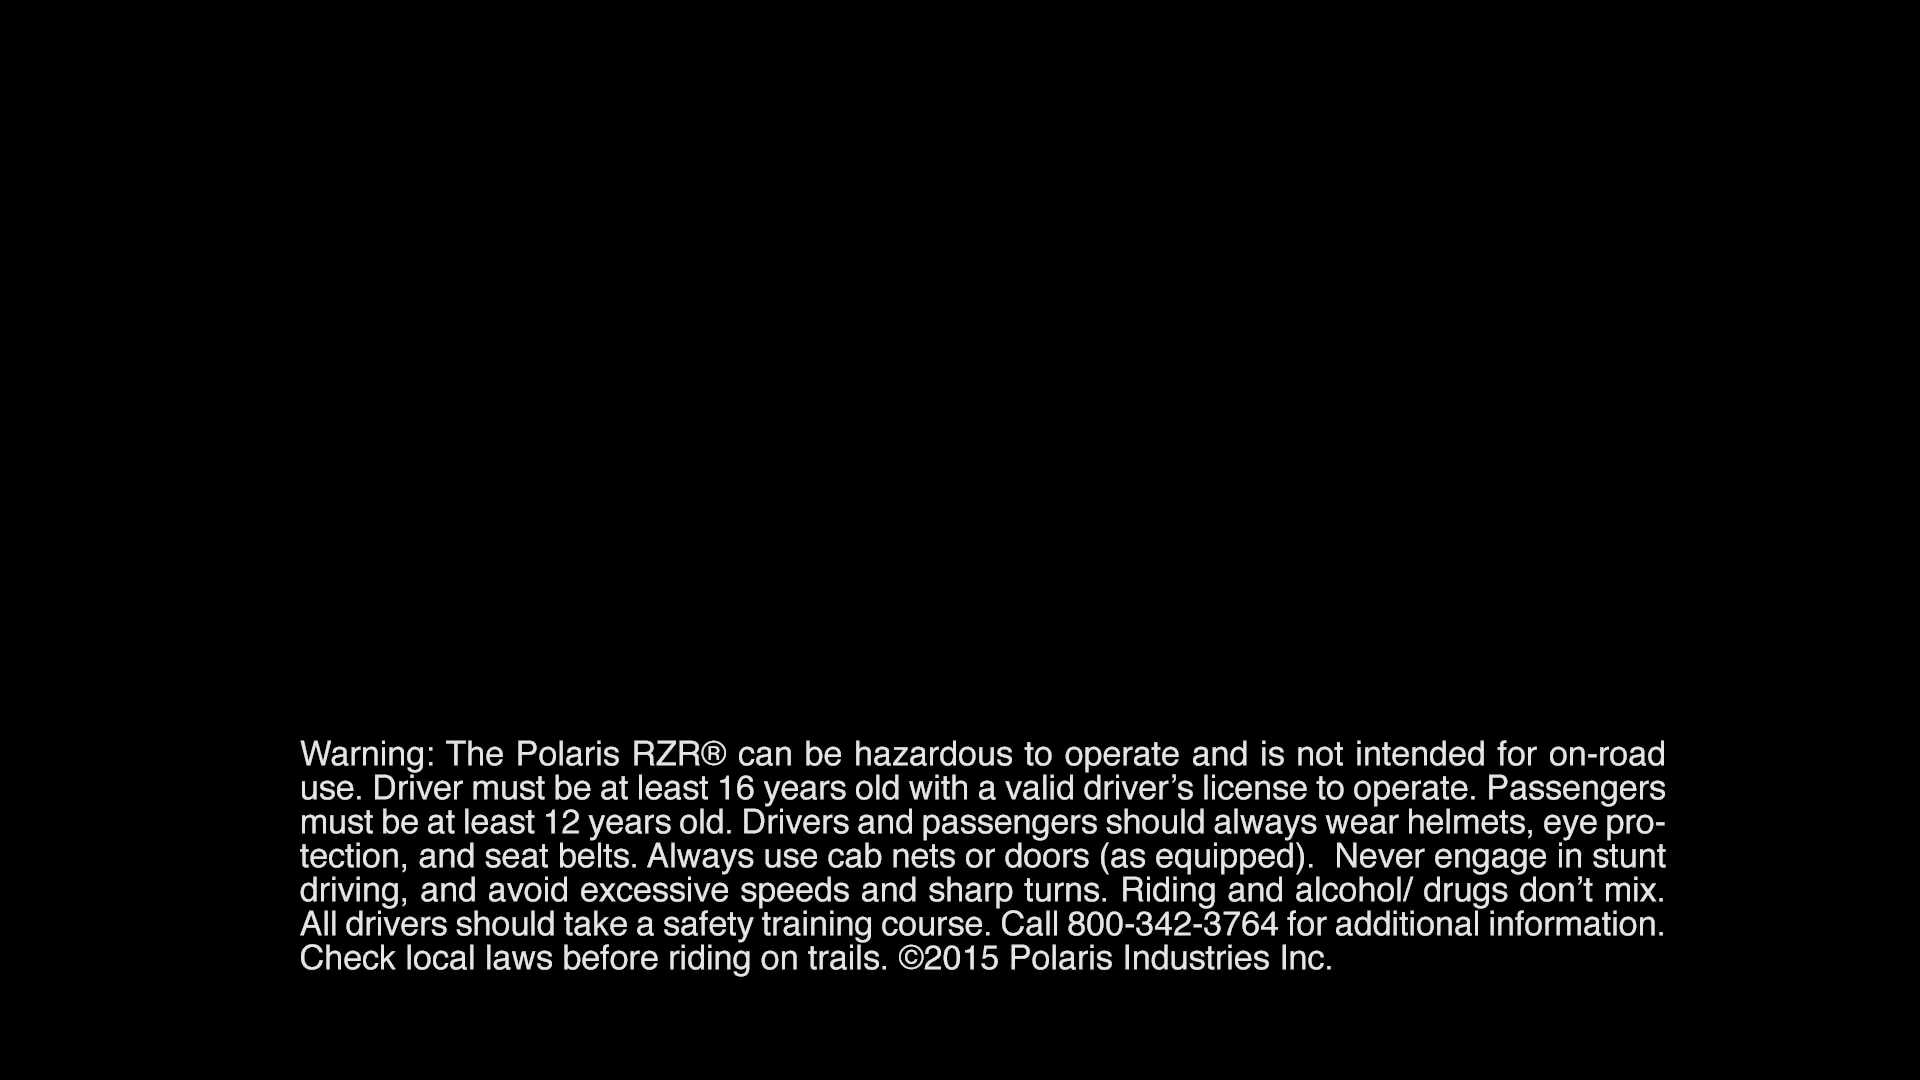 Warning: The Polaris RZR® can be hazardous to operate and is not intended for on-road
use. Driver must be at least 16 years old with a valid driver’s license to operate. Passengers
must be at least 12 years old. Drivers and passengers should always wear helmets, eye pro-
tection, and seat belts. Always use cab nets or doors (as equipped).  Never engage in stunt
driving, and avoid excessive speeds and sharp turns. Riding and alcohol/ drugs don’t mix.
All drivers should take a safety training course. Call 800-342-3764 for additional information.
Check local laws before riding on trails. ©2015 Polaris Industries Inc.